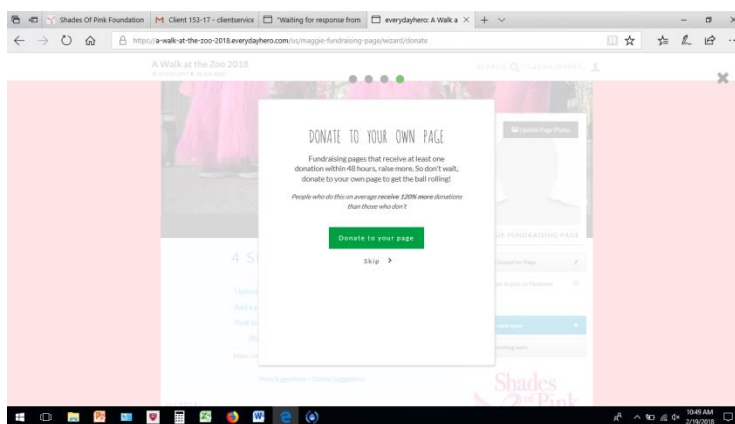 Shades Of Pink Foundation
Client 153-17 - clientservice
"Waiting for response from
everydayhero: A Walk a
https://a-walk-at-the-zoo-2018.everydayhero.com/us/maggie-fundraising-page/wizard/donate
A Walk at the Zoo 2018
SEARCH
Update Page Photo
DONATE TO YOUR OWN PAGE
Fundraising pages that receive at least one
donation within 48 hours, raise more. So don't wait,
donate to your own page to get the ball rolling!
People who do this on average receive 120% more donations
than those who don't
Donate to your page
Skip
FUNDRAISING PAGE
4 S
Shades
of Pink
10:49 AM
2/19/2018